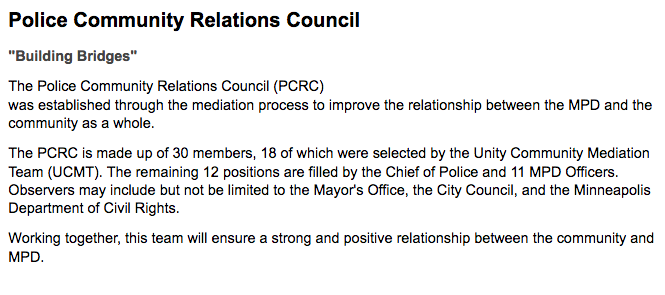 Police Community Relations Council
"Building Bridges"
The Police Community Relations Council (PCRC)
was established through the mediation process to improve the relationship between the MPD and the
community as a whole.
The PCRC is made up of 30 members, 18 of which were selected by the Unity Community Mediation
Team (UCMT). The remaining 12 positions are filled by the Chief of Police and 11 MPD Officers.
Observers may include but not be limited to the Mayor's Office, the City Council, and the Minneapolis
Department of Civil Rights.
Working together, this team will ensure a strong and positive relationship between the community and
MPD.